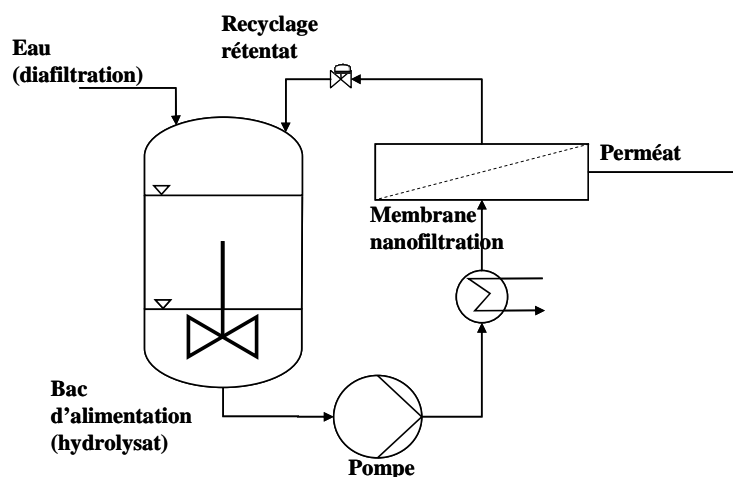 Recyclage
rétentat
Eau
(diafiltration)
Perméat
Membrane
nanofiltration
Bac
d’alimentation
(hydrolysat)
Pompe